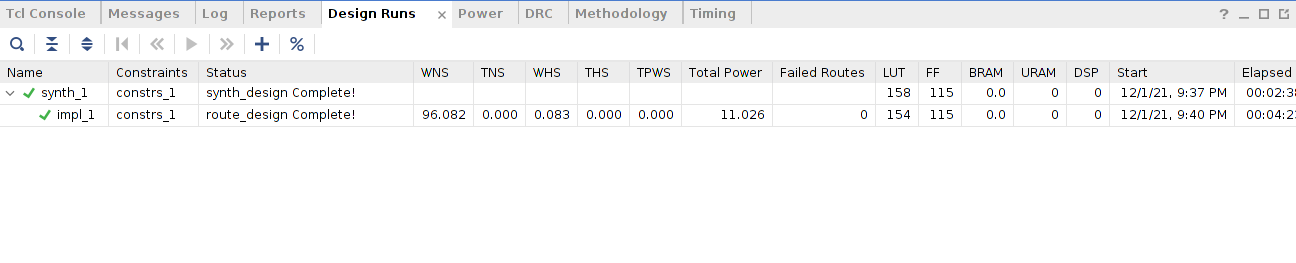 Tcl Console Messages Log Reports Design Runs × Power DRC Methodology Timing ?
%
Name Constraints Status WNS TNS WHS THS TPWS Total Power Failed Routes LUT FF BRAM URAM DSP Start Elapsed
synth_1 constrs_1 synth_design Complete! 158 115 0.0 0 0 12/1/21, 9:37 PM 00:02:38
impl_1 constrs_1 route_design Complete! 96.082 0.000 0.083 0.000 0.000 11.026 0 154 115 0.0 0 0 12/1/21, 9:40 PM 00:04:2